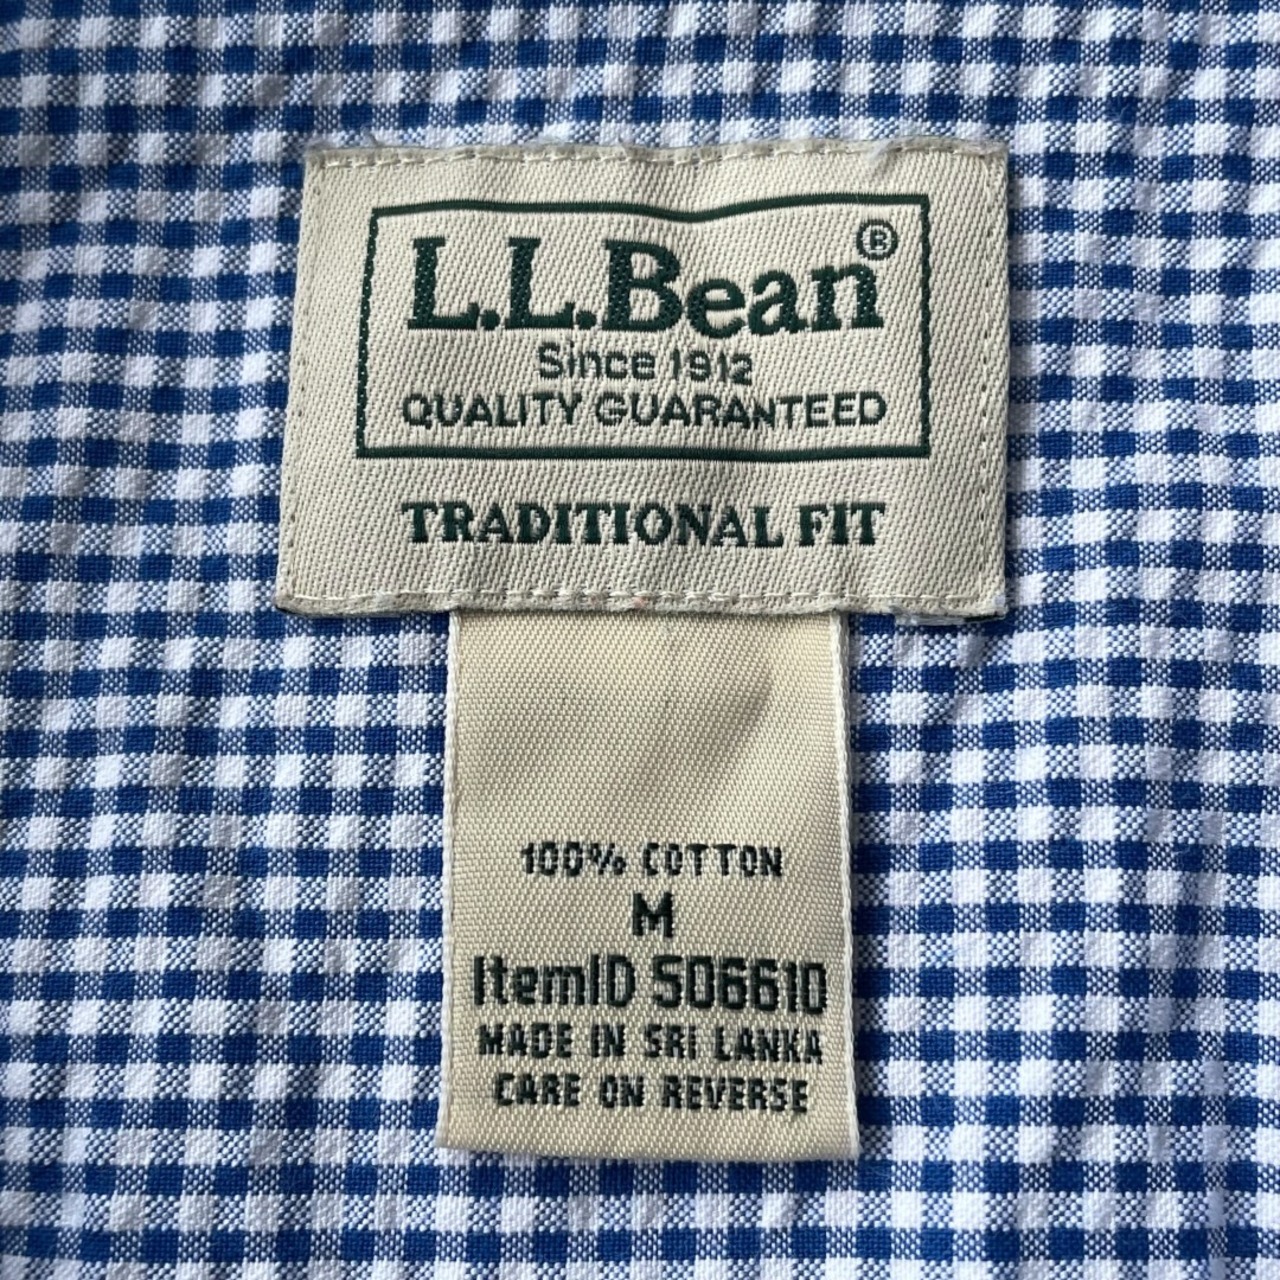 L.L.Bean®
Since 1912
QUALITY GUARANTEED
TRADITIONAL FIT
100% COTTON
M
ItemID 506610
MADE IN SRI LANKA
CARE ON REVERSE